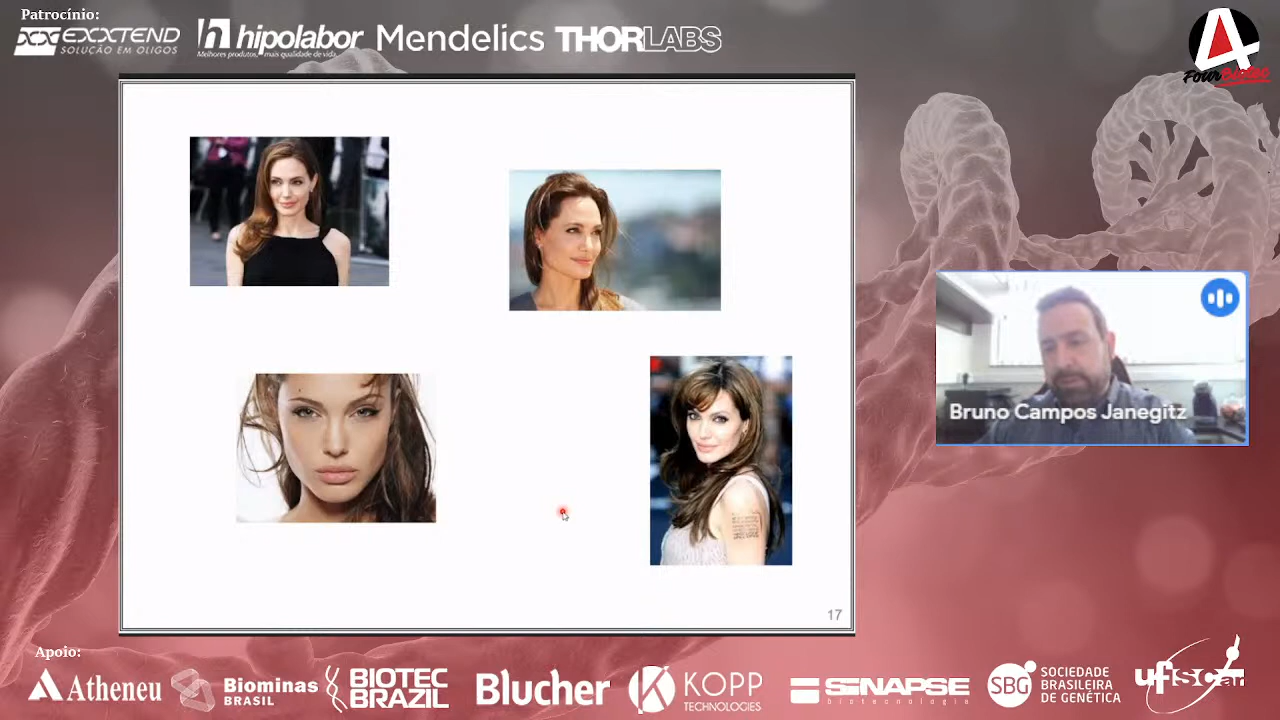 Patrocínio:
EXXTEND
SOLUÇÃO EM OLIGOS
h hipolabor
Melhores produtos, mais qualidade de vida.
Mendelics
THORLABS
A
FourBiotec
Bruno Campos Janegitz
17
Apoio:
Atheneu
Biominas
BRASIL
BIOTEC
BRAZIL
Blucher
K KOPP
TECHNOLOGIES
SINAPSE
biotecnologia
SBG
SOCIEDADE
BRASILEIRA
DE GENÉTICA
ufscar